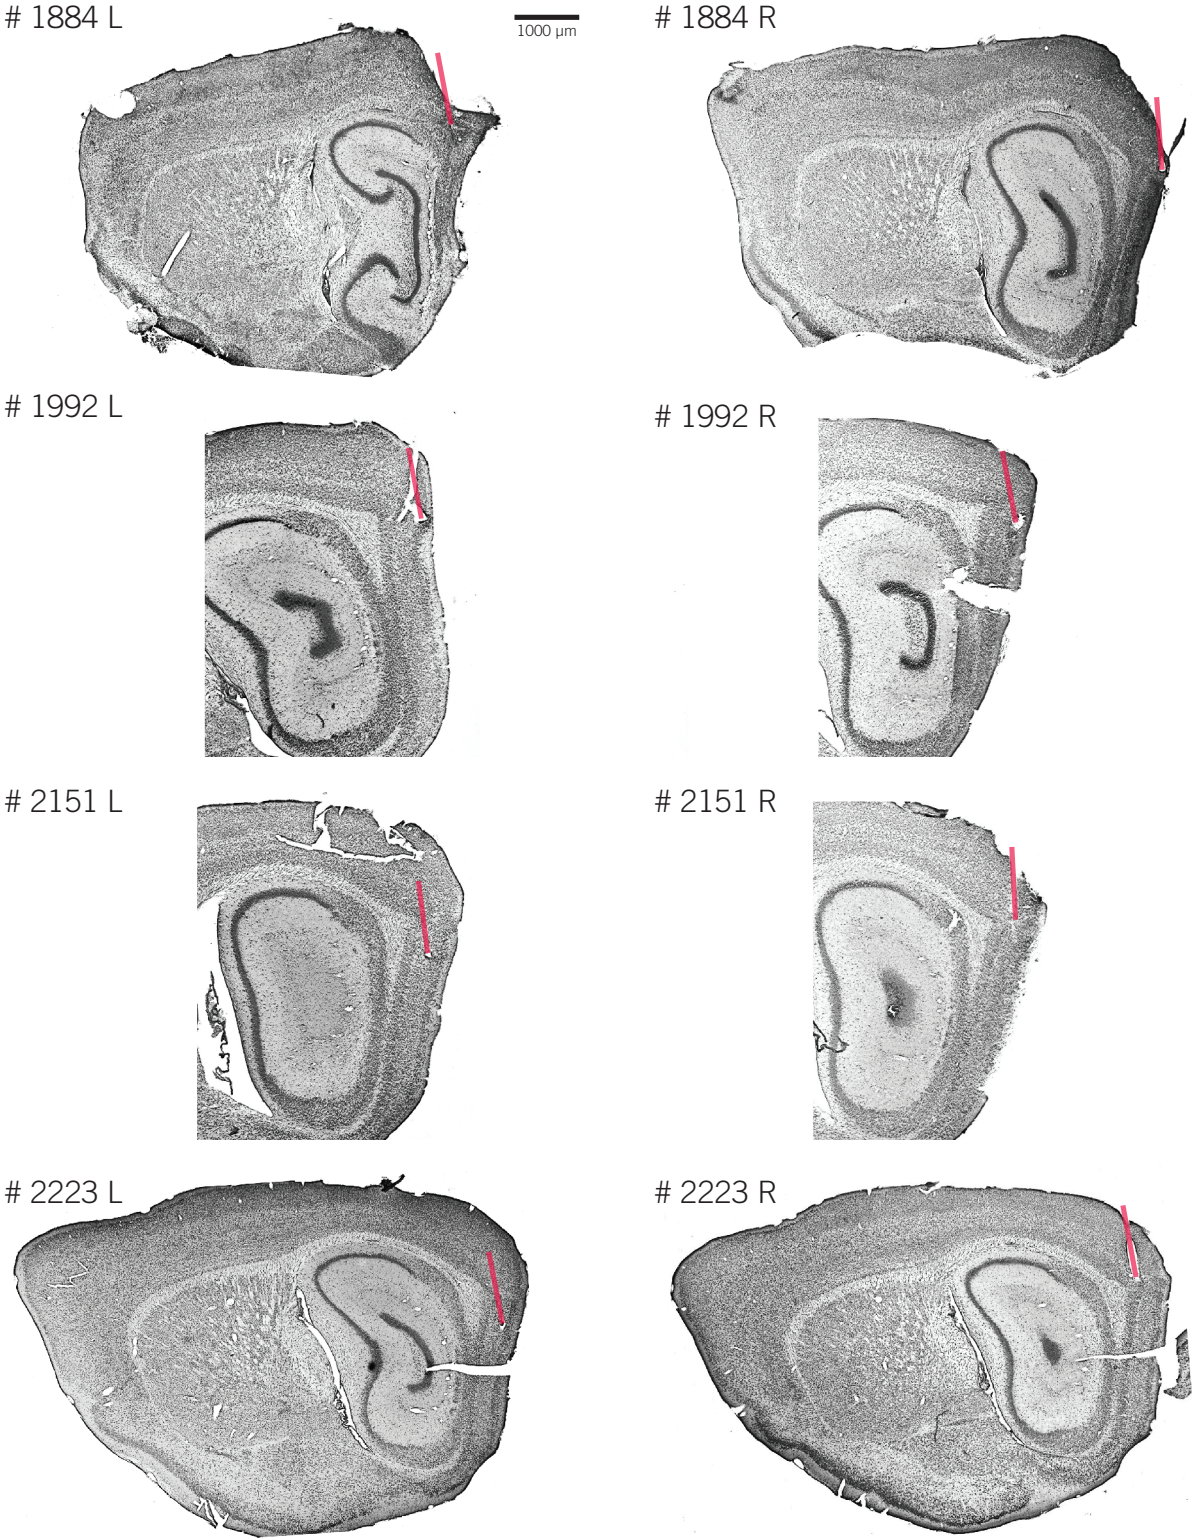 # 1884 L
1000 µm
# 1884 R
# 1992 L
# 1992 R
# 2151 L
# 2151 R
# 2223 L
# 2223 R